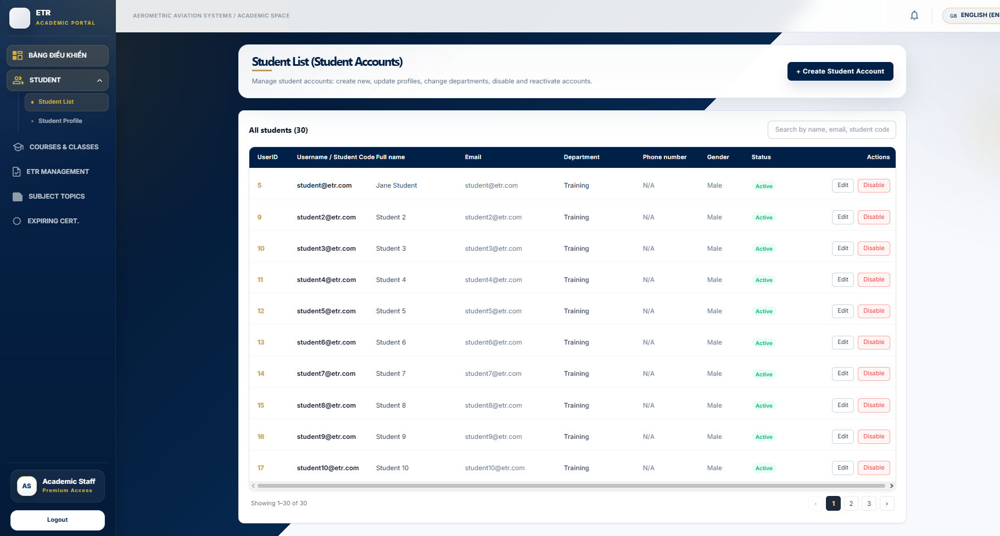 ETR
ACADEMIC PORTAL
AEROMETRIC AVIATION SYSTEMS / ACADEMIC SPACE
GB ENGLISH (EN
BẢNG ĐIỀU KHIỂN
STUDENT
Student List
Student Profile
COURSES & CLASSES
ETR MANAGEMENT
SUBJECT TOPICS
EXPIRING CERT.
AS
Academic Staff
Premium Access
Logout
Student List (Student Accounts)
Manage student accounts: create new, update profiles, change departments, disable and reactivate accounts.
+ Create Student Account
All students (30)
Search by name, email, student code
UserID Username / Student Code Full name Email Department Phone number Gender Status Actions
5 student@etr.com Jane Student student@etr.com Training N/A Male Active Edit Disable
9 student2@etr.com Student 2 student2@etr.com Training N/A Male Active Edit Disable
10 student3@etr.com Student 3 student3@etr.com Training N/A Male Active Edit Disable
11 student4@etr.com Student 4 student4@etr.com Training N/A Male Active Edit Disable
12 student5@etr.com Student 5 student5@etr.com Training N/A Male Active Edit Disable
13 student6@etr.com Student 6 student6@etr.com Training N/A Male Active Edit Disable
14 student7@etr.com Student 7 student7@etr.com Training N/A Male Active Edit Disable
15 student8@etr.com Student 8 student8@etr.com Training N/A Male Active Edit Disable
16 student9@etr.com Student 9 student9@etr.com Training N/A Male Active Edit Disable
17 student10@etr.com Student 10 student10@etr.com Training N/A Male Active Edit Disable
Showing 1–30 of 30
‹ 1 2 3 ›